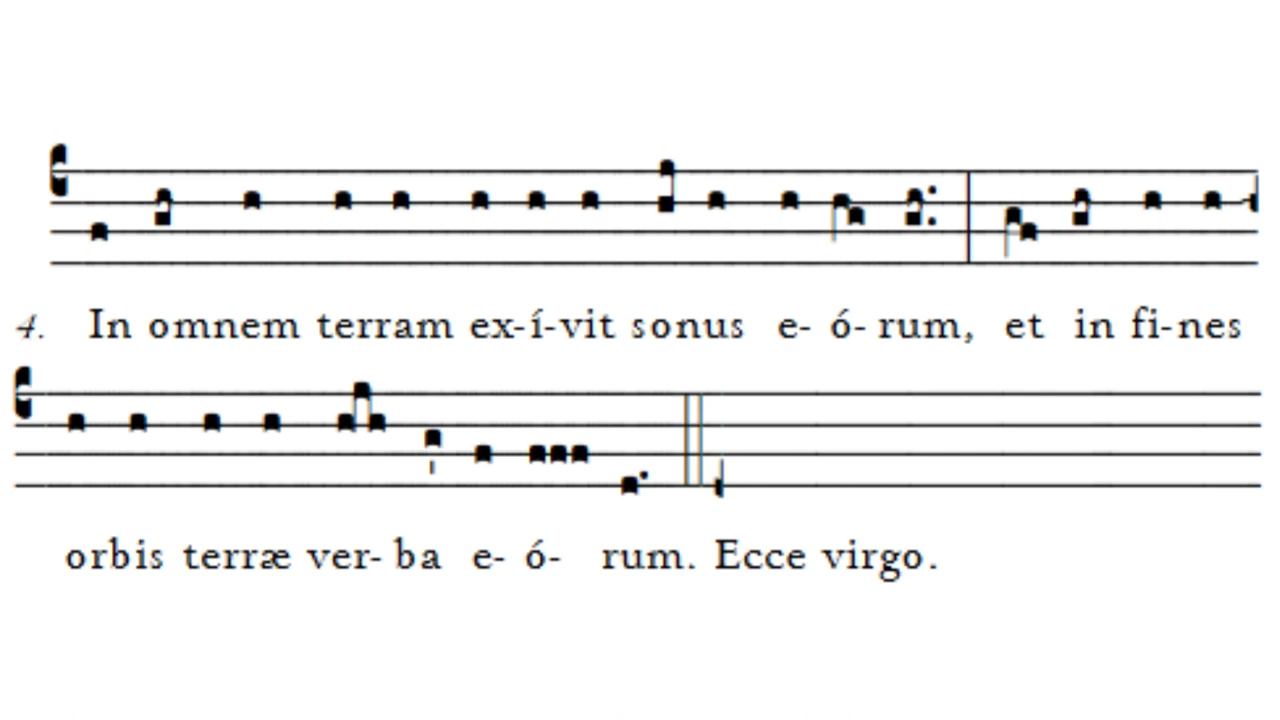 4. In omnem terram ex-í-vit sonus e- ó- rum, et in fi-nes
orbis terræ ver- ba e- ó- rum. Ecce virgo.